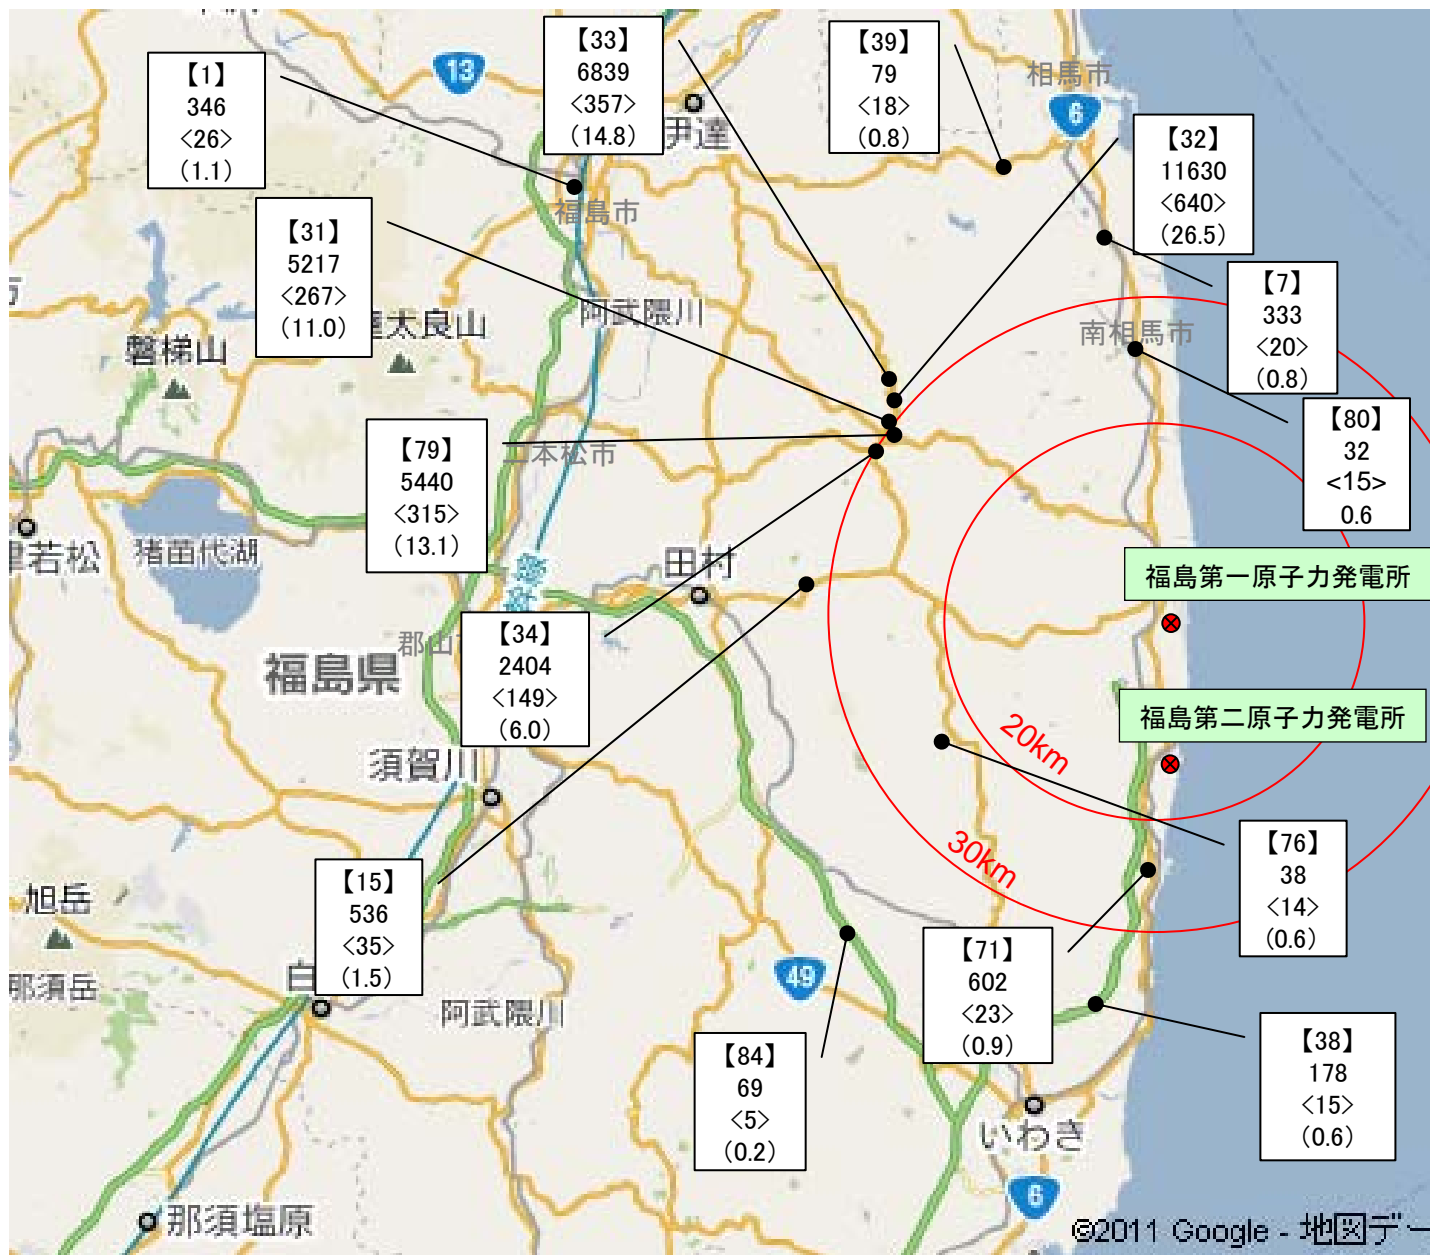 【1】
346
<26>
(1.1)
13
【33】
6839
<357>
(14.8)
伊達
【39】
79
<18>
(0.8)
相馬市
6
【32】
11630
<640>
(26.5)
福島市
【31】
5217
<267>
(11.0)
阿武隈川
太良山
磐梯山
【7】
333
<20>
(0.8)
南相馬市
【80】
32
<15>
0.6
【79】
5440
<315>
(13.1)
二本松市
猪苗代湖
若松
田村
福島第一原子力発電所
【34】
2404
<149>
(6.0)
郡山
福島県
福島第二原子力発電所
20km
30km
須賀川
【76】
38
<14>
(0.6)
【15】
536
<35>
(1.5)
旭岳
那須岳
白
阿武隈川
49
【71】
602
<23>
(0.9)
【84】
69
<5>
(0.2)
【38】
178
<15>
(0.6)
いわき
6
那須塩原
©2011 Google - 地図デー